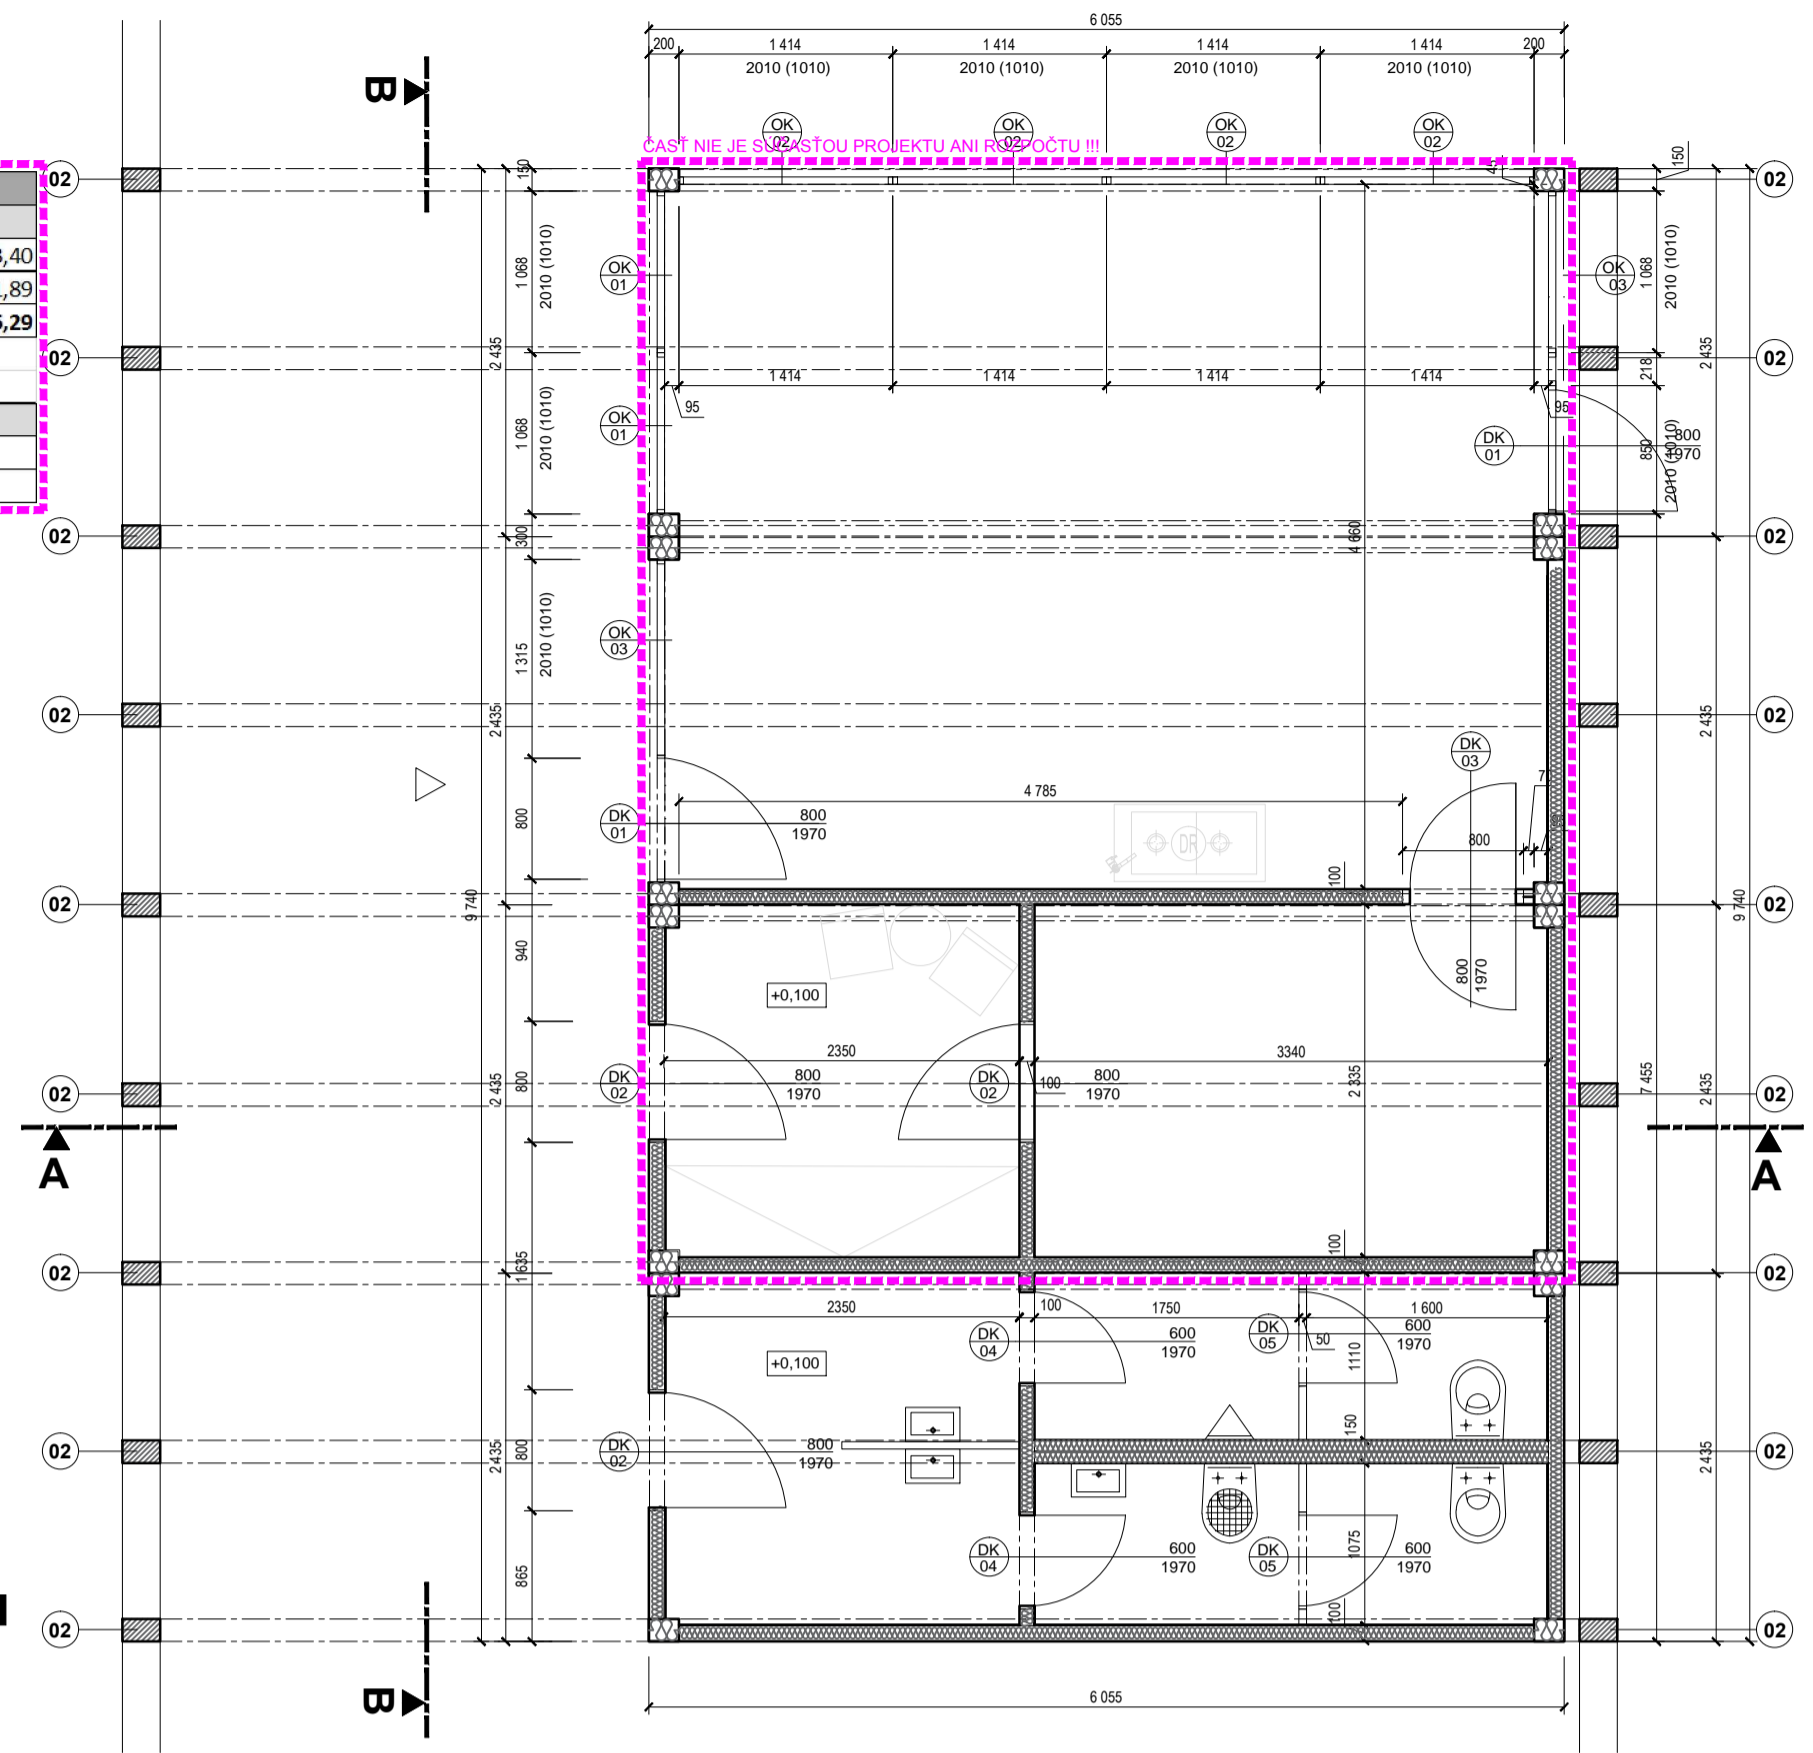 6 055
200 1 414 1 414 1 414 1 414 200
2010 (1010) 2010 (1010) 2010 (1010) 2010 (1010)
B
OK 02 OK 02 OK 02 OK 02
ČASŤ NIE JE SÚČASŤOU PROJEKTU ANI ROZPOČTU !!!
02 150 45 150 02
,40
,89
,29
OK 01 1 068 2010 (1010) OK 03 1 068 2010 (1010)
02 2 435 218 2 435 02
1 414 1 414 1 414 1 414
95 95
OK 01 1 068 2010 (1010) DK 01 800 1970 850 2010 (1010)
02 300 4 660 02
OK 03 1 315 2010 (1010)
02 2 435 2 435 02
DK 03
4 785
DK 01 800 800 1970 DR 800
100
02 9 740 9 740 02
940
+0,100 800 1970
2350 3340
02 2 435 800 DK 02 800 1970 DK 02 100 800 1970 2 335 7 455 2 435 02
A A
100
02 1 635 02
2350 100 1750 1 600
DK 04 600 1970 DK 05 50 600 1970 1110
+0,100
150
02 2 435 800 DK 02 800 1970 2 435 02
DK 04 600 1970 DK 05 600 1970 1075
865
100
02 02
B
6 055